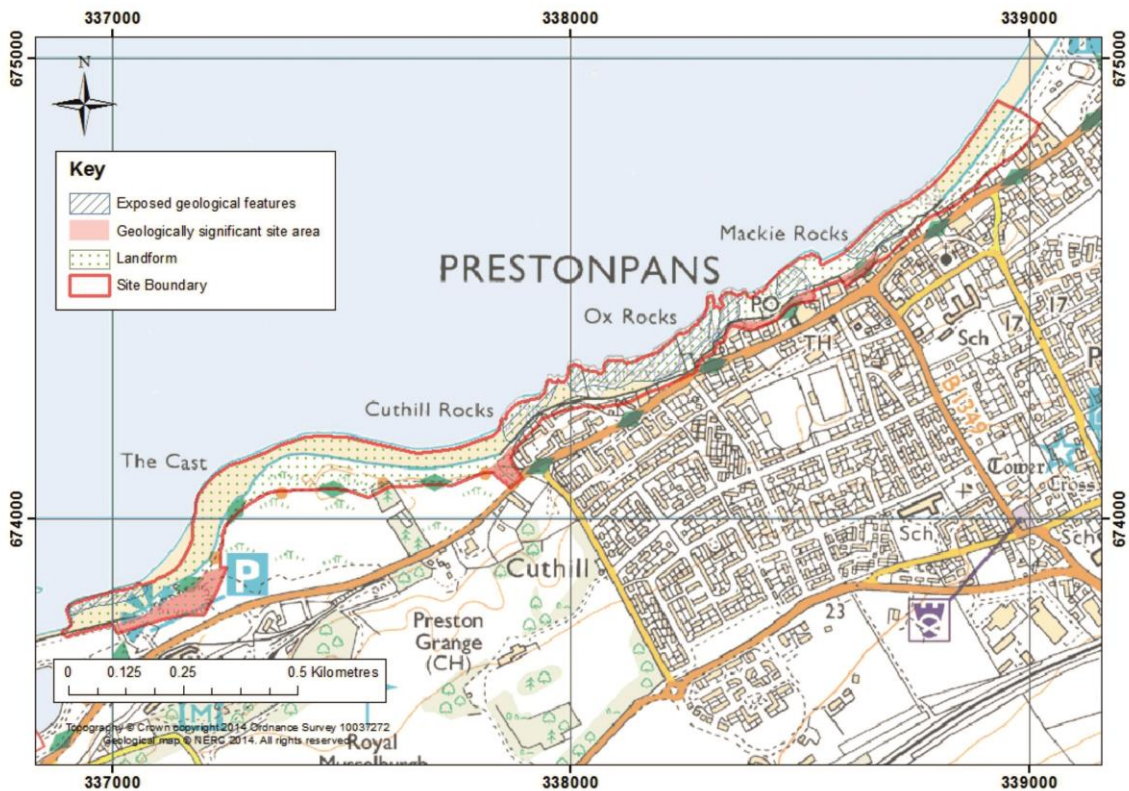 337000
338000
339000
675000
675000
N
Key
Exposed geological features
Geologically significant site area
Landform
Site Boundary
Mackie Rocks
PRESTONPANS
PO
Ox Rocks
17
17
Sch
TH
P
B 1349
Cuthill Rocks
The Cast
Tower
Cross
674000
674000
Sch
Sch
P
Cuthill
23
Preston
Grange
(CH)
0 0.125 0.25 0.5 Kilometres
M
Topography © Crown copyright 2014 Ordnance Survey 10037272
Geological map © NERC 2014. All rights reserved
Royal
Musselburgh
337000
338000
339000